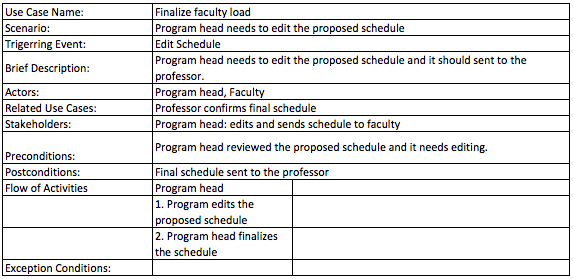 Use Case Name: Finalize faculty load
Scenario: Program head needs to edit the proposed schedule
Trigerring Event: Edit Schedule
Brief Description: Program head needs to edit the proposed schedule and it should sent to the
professor.
Actors: Program head, Faculty
Related Use Cases: Professor confirms final schedule
Stakeholders: Program head: edits and sends schedule to faculty
Preconditions: Program head reviewed the proposed schedule and it needs editing.
Postconditions: Final schedule sent to the professor
Flow of Activities Program head
1. Program edits the
proposed schedule
2. Program head finalizes
the schedule
Exception Conditions: